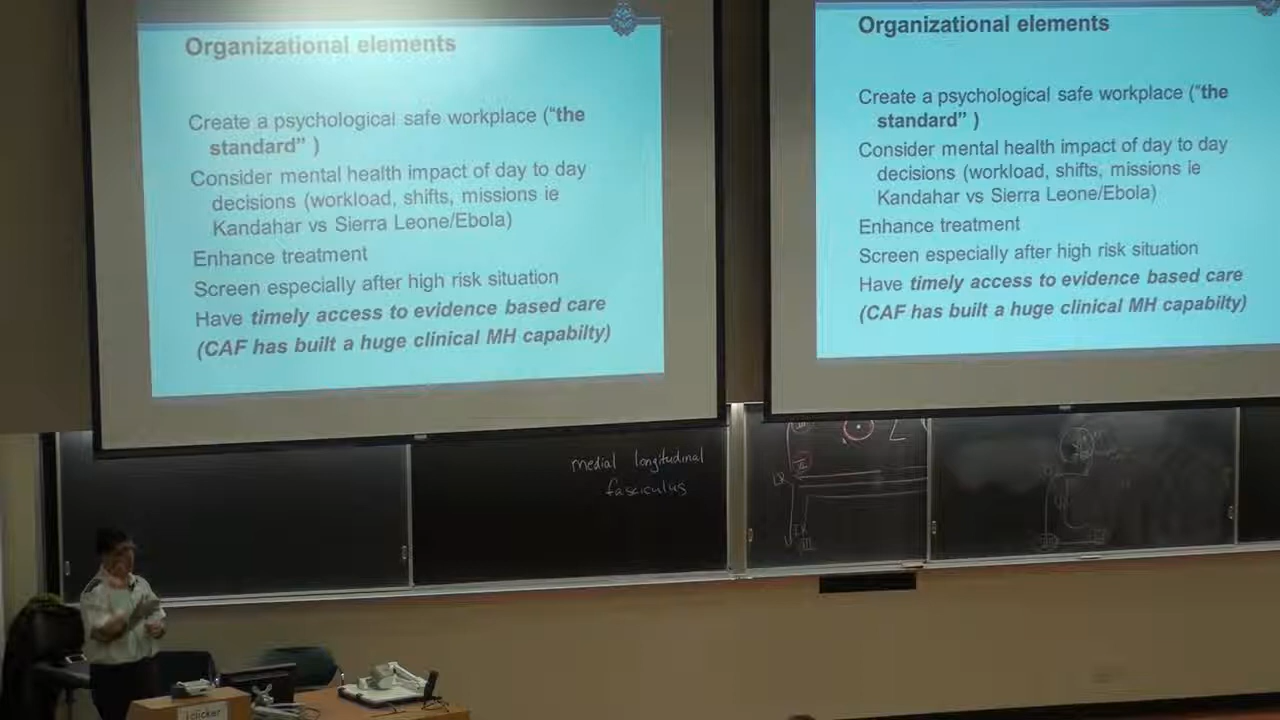 Organizational elements
Create a psychological safe workplace (“the
standard” )
Consider mental health impact of day to day
decisions (workload, shifts, missions ie
Kandahar vs Sierra Leone/Ebola)
Enhance treatment
Screen especially after high risk situation
Have timely access to evidence based care
(CAF has built a huge clinical MH capabilty)
Organizational elements
Create a psychological safe workplace (“the
standard” )
Consider mental health impact of day to day
decisions (workload, shifts, missions ie
Kandahar vs Sierra Leone/Ebola)
Enhance treatment
Screen especially after high risk situation
Have timely access to evidence based care
(CAF has built a huge clinical MH capabilty)
medial longitudinal
fasciculus
iclicker